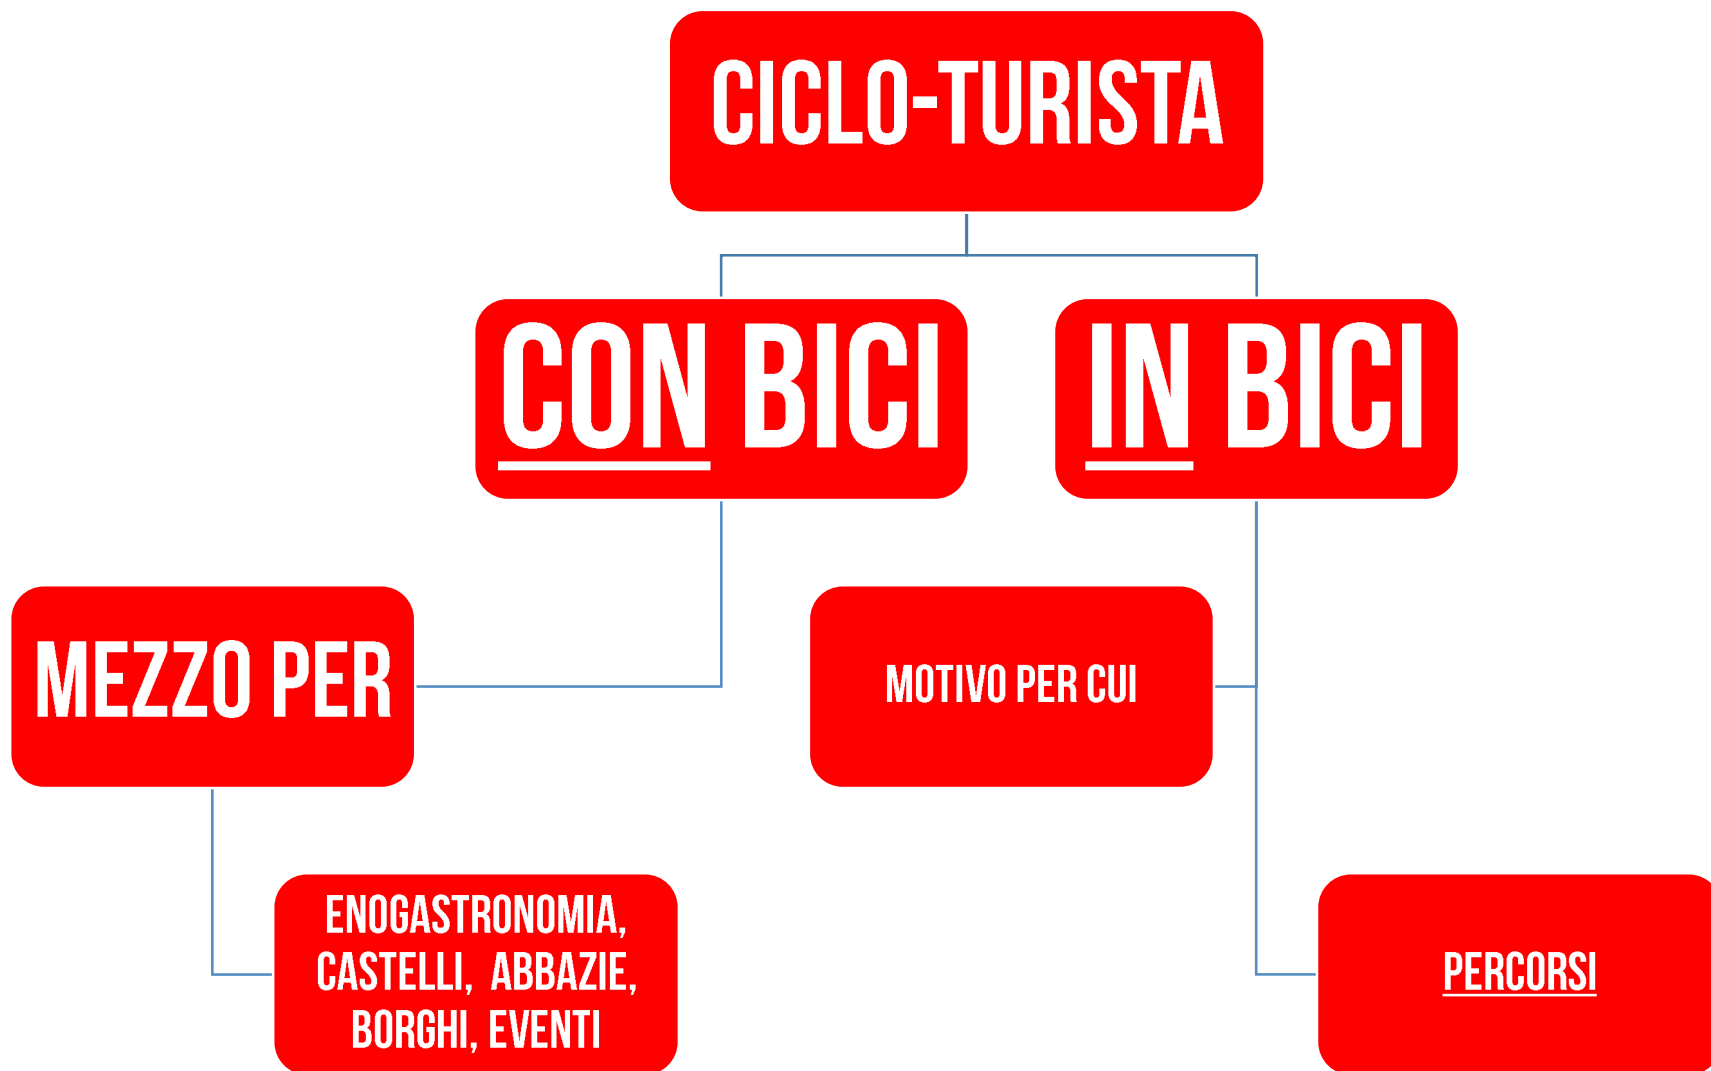 CICLO-TURISTA
CON BICI
IN BICI
MEZZO PER
MOTIVO PER CUI
ENOGASTRONOMIA,
CASTELLI, ABBAZIE,
BORGHI, EVENTI
PERCORSI